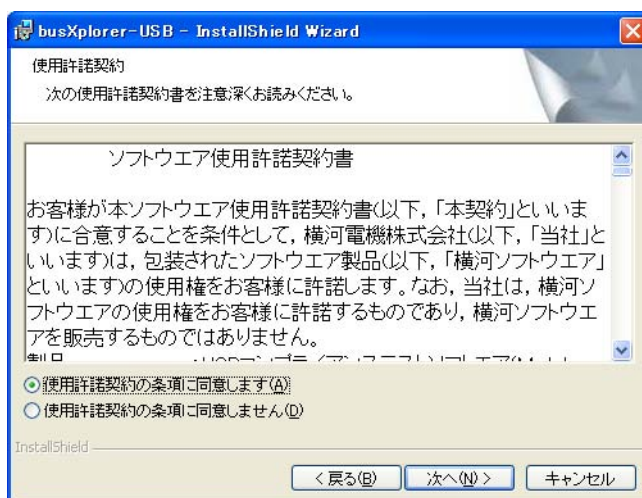 busXplorer-USB - InstallShield Wizard
使用許諾契約
次の使用許諾契約書を注意深くお読みください。
ソフトウエア使用許諾契約書
お客様が本ソフトウエア使用許諾契約書(以下,「本契約」といいま
す)に合意することを条件として, 横河電機株式会社(以下,「当社」と
いいます)は, 包装されたソフトウエア製品(以下,「横河ソフトウエア」
といいます)の使用権をお客様に許諾します。なお, 当社は, 横河ソ
フトウエアの使用権をお客様に許諾するものであり, 横河ソフトウエ
アを販売するものではありません。
使用許諾契約の条項に同意します(A)
使用許諾契約の条項に同意しません(D)
InstallShield
< 戻る(B)
次へ(N) >
キャンセル